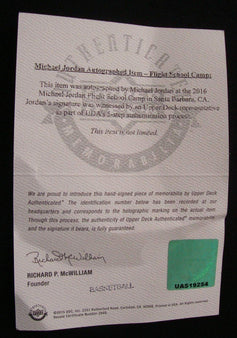 AUTHENTICATED
Michael Jordan Autographed Item – Flight School Camp:
This item was autographed by Michael Jordan at the 2016
Michael Jordan Flight School Camp in Santa Barbara, CA.
Jordan's signature was witnessed by an Upper Deck representative
as part of UDA's 5-step authentication process.
This item is not limited.
MEMORABILIA
We are proud to introduce this hand-signed piece of memorabilia by Upper Deck
Authenticated. The identification number below has been recorded at our
headquarters and corresponds to the holographic marking on the actual item.
Through this process, the authenticity of Upper Deck Authenticated memorabilia,
and the signature it bears, is fully guaranteed.
Richard P. McWilliam
RICHARD P. McWILLIAM
Founder
BASKETBALL
UAS19254